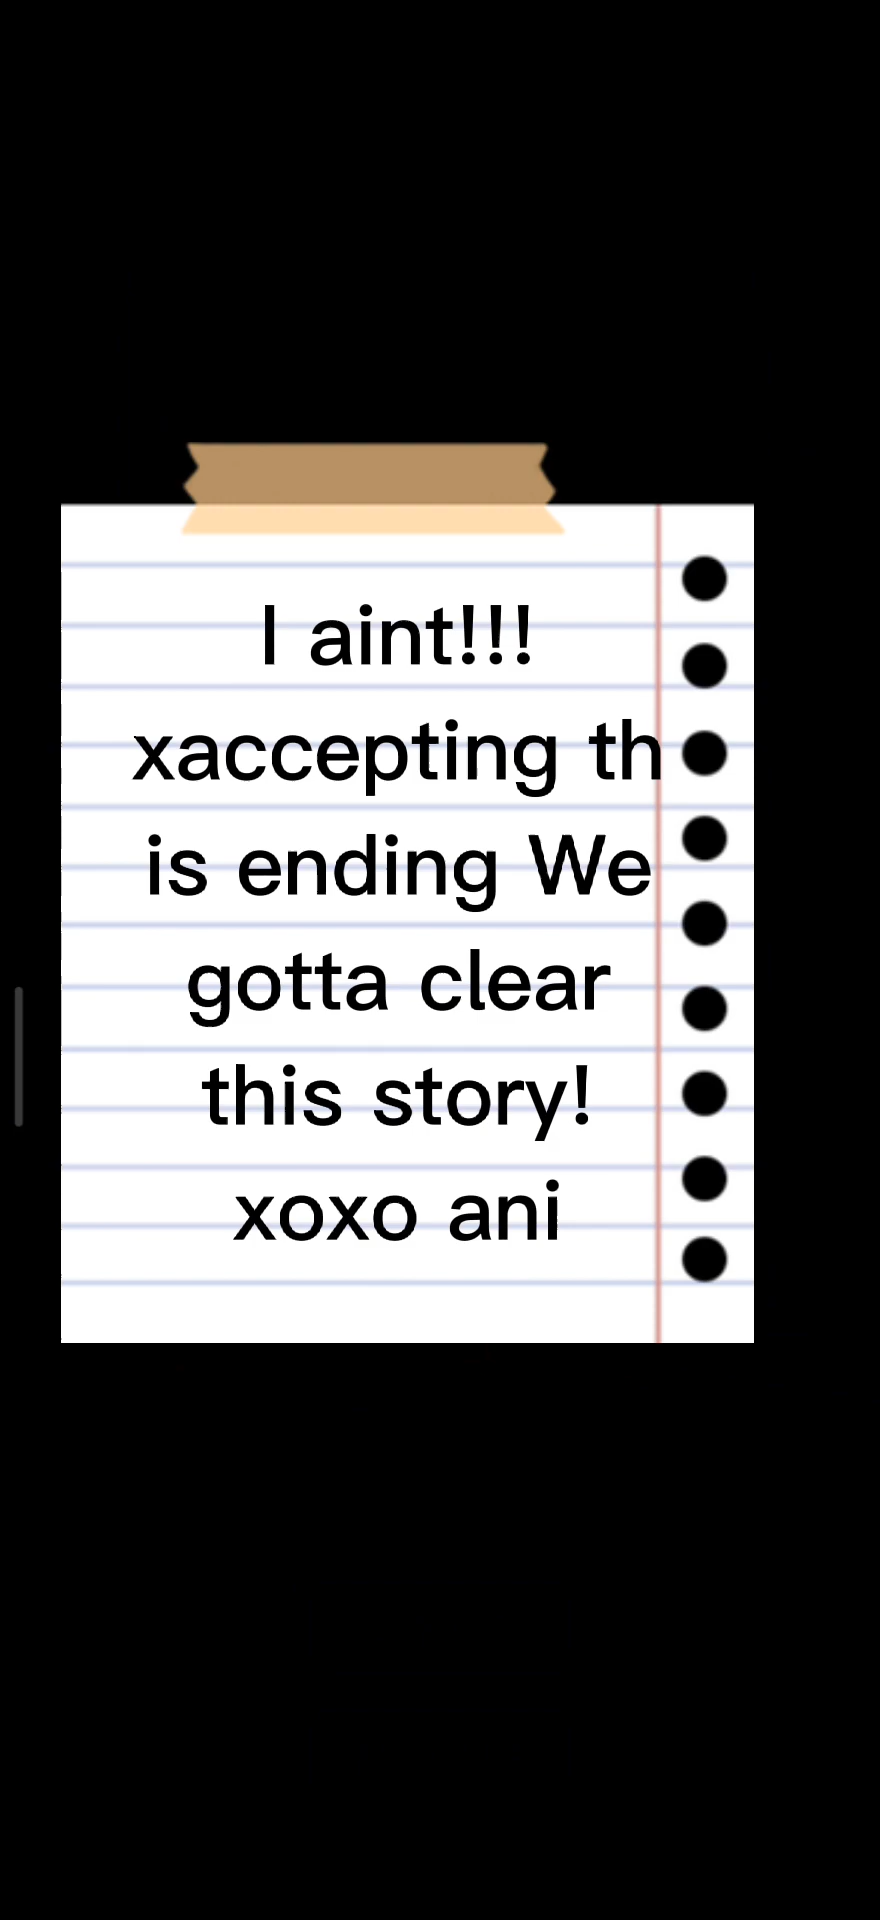 I aint!!!
xaccepting th
is ending We
gotta clear
this story!
xoxo ani